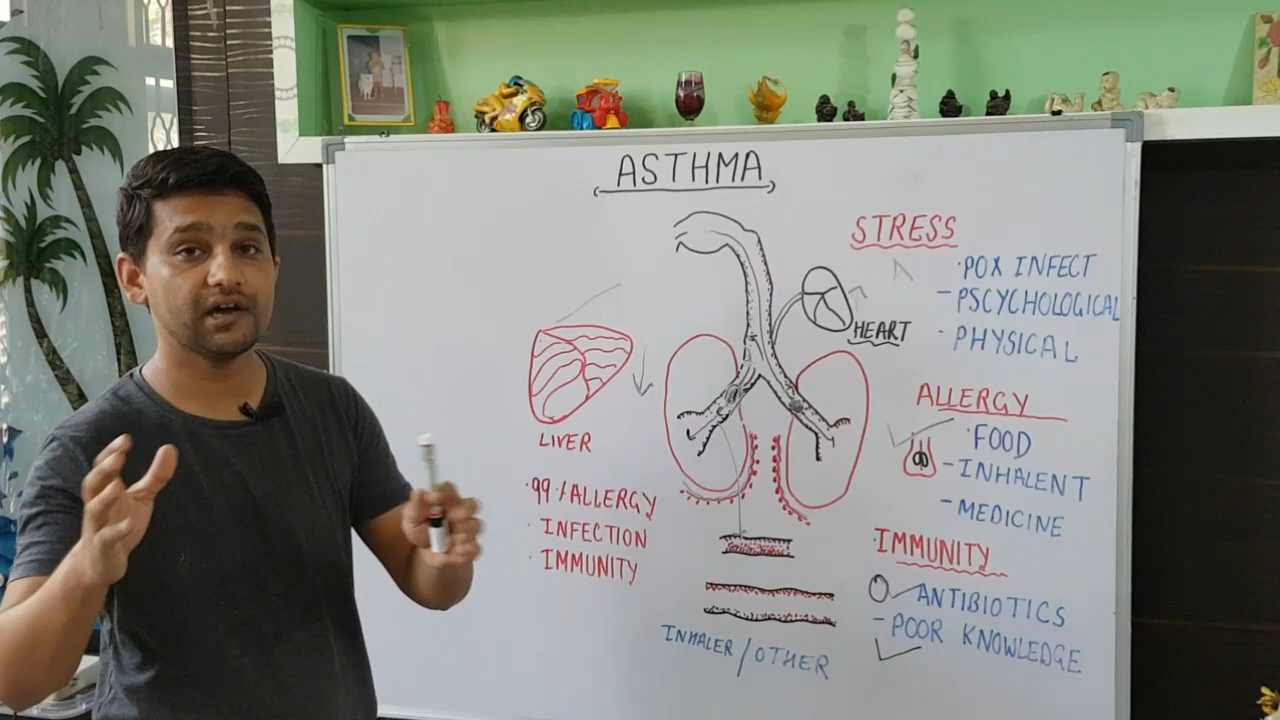 ASTHMA
STRESS
·POX INFECT
- PSCYCHOLOGICAL
· PHYSICAL
HEART
LIVER
ALLERGY
· FOOD
- INHALENT
- MEDICINE
· 99·/· ALLERGY
· INFECTION
· IMMUNITY
·IMMUNITY
ANTIBIOTICS
- POOR KNOWLEDGE
INHALER / OTHER